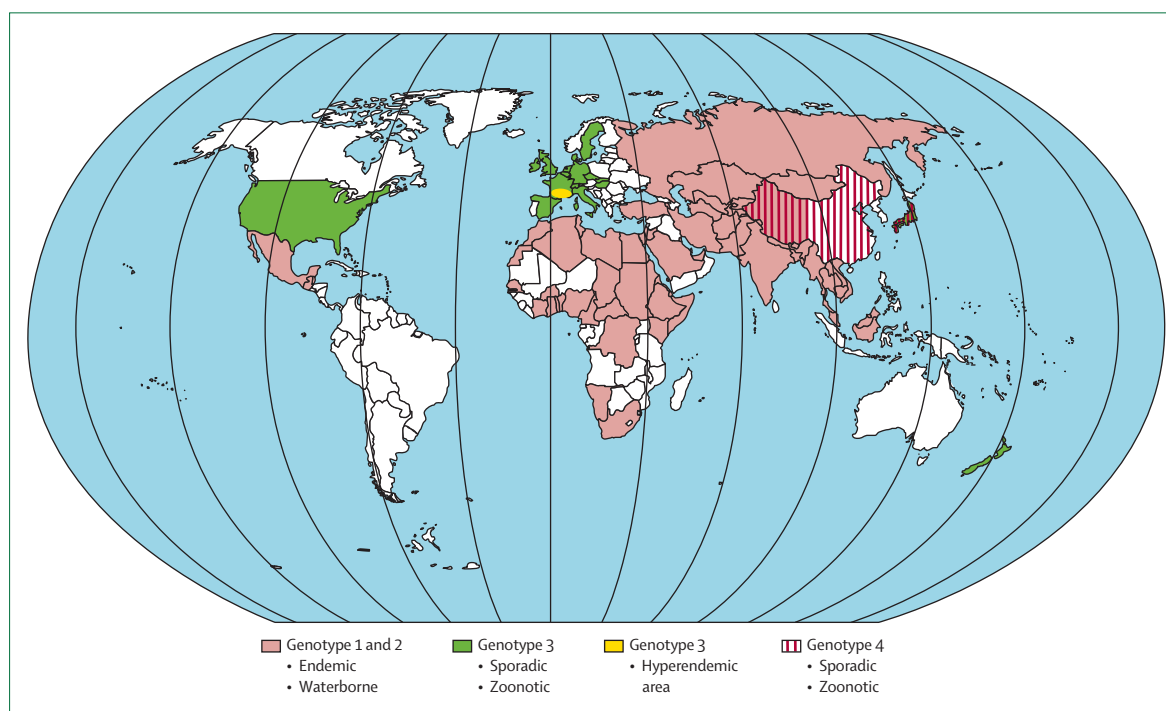 Genotype 1 and 2
• Endemic
• Waterborne
Genotype 3
• Sporadic
• Zoonotic
Genotype 3
• Hyperendemic
area
Genotype 4
• Sporadic
• Zoonotic